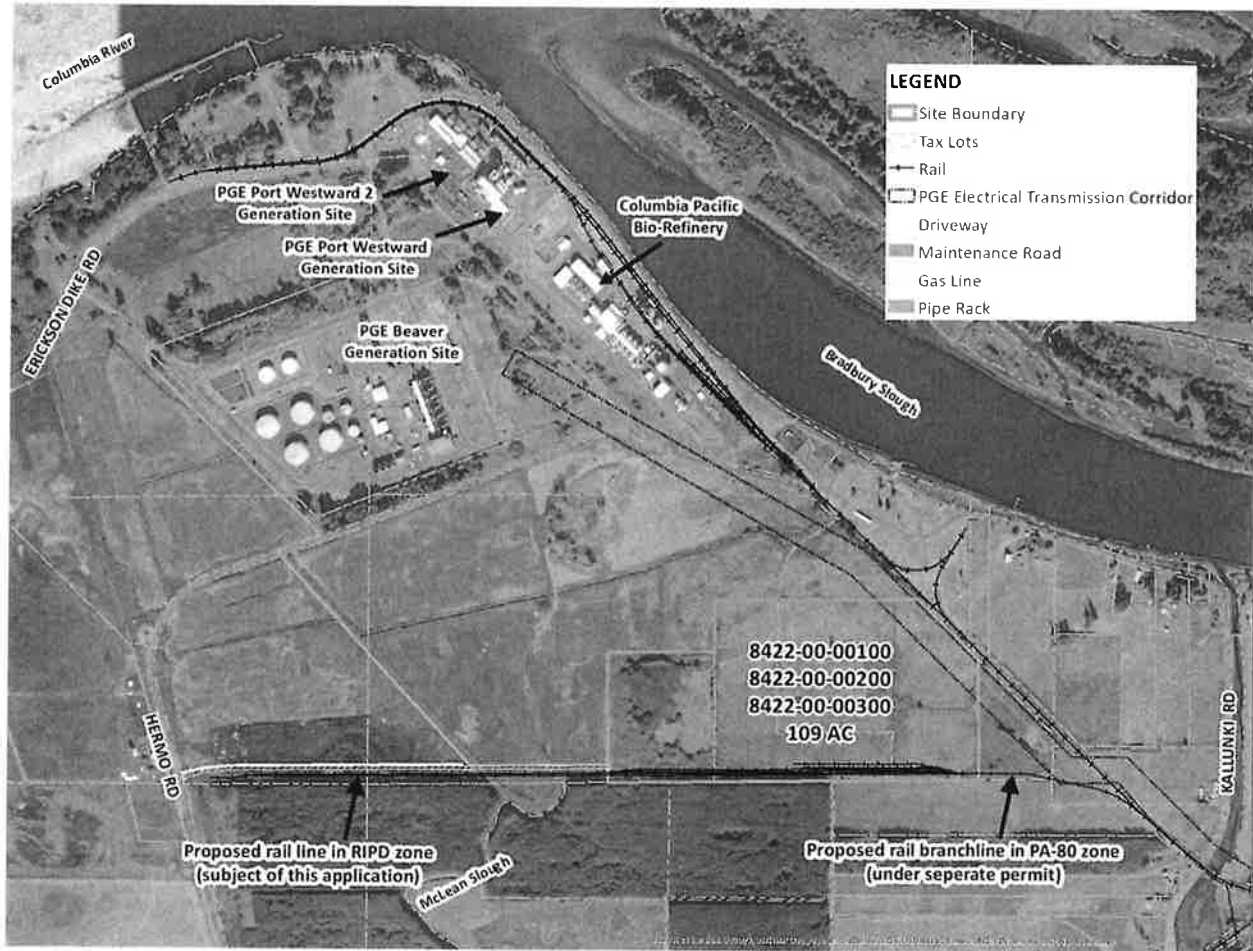 Columbia River
LEGEND
Site Boundary
Tax Lots
Rail
PGE Electrical Transmission Corridor
Driveway
Maintenance Road
Gas Line
Pipe Rack
PGE Port Westward 2
Generation Site
Columbia Pacific
Bio-Refinery
PGE Port Westward
Generation Site
ERICKSON DIKE RD
PGE Beaver
Generation Site
Bradbury Slough
8422-00-00100
8422-00-00200
8422-00-00300
109 AC
HERMO RD
KALLUNKI RD
Proposed rail line in RIPD zone
(subject of this application)
McLean Slough
Proposed rail branchline in PA-80 zone
(under seperate permit)